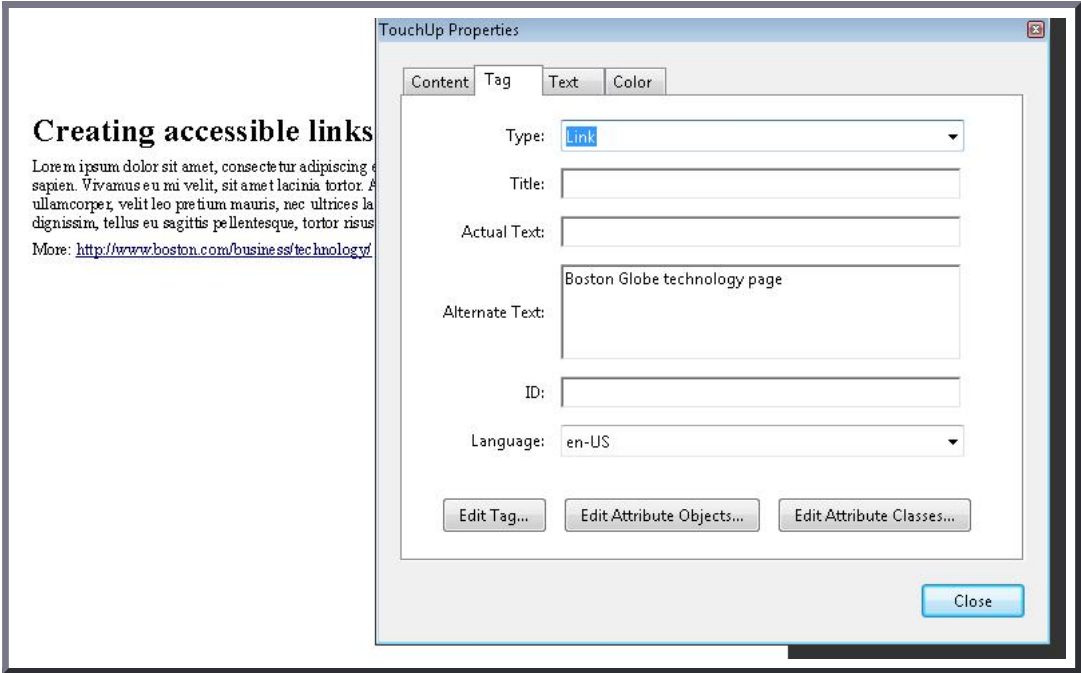 TouchUp Properties
Content Tag Text Color
Creating accessible links
Lorem ipsum dolor sit amet, consectetur adipiscing
sapien. Vivamus eu mi velit, sit amet lacinia tortor. A
ullamcorper, velit leo pretium mauris, nec ultrices la
dignissim, tellus eu sagittis pellentesque, tortor risus
More: http://www.boston.com/business/technology/
Type: Link
Title:
Actual Text:
Alternate Text: Boston Globe technology page
ID:
Language: en-US
Edit Tag... Edit Attribute Objects... Edit Attribute Classes...
Close